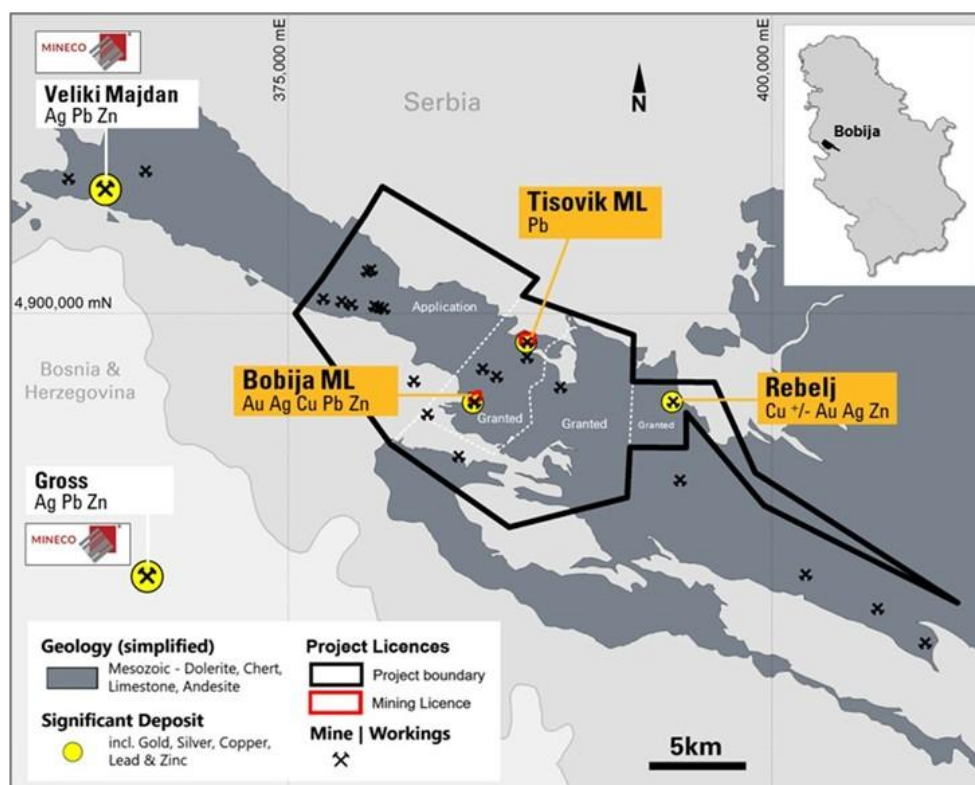 MINECO
Veliki Majdan
Ag Pb Zn
375,000 mE
Serbia
N
400,000 mE
Bobija
Tisovik ML
Pb
4,900,000 mN
Application
Bosnia &
Herzegovina
Bobija ML
Au Ag Cu Pb Zn
Granted
Granted
Granted
Rebelj
Cu +/- Au Ag Zn
Gross
Ag Pb Zn
MINECO
Geology (simplified)
Mesozoic - Dolerite, Chert,
Limestone, Andesite
Significant Deposit
incl. Gold, Silver, Copper,
Lead & Zinc
Project Licences
Project boundary
Mining Licence
Mine | Workings
5km